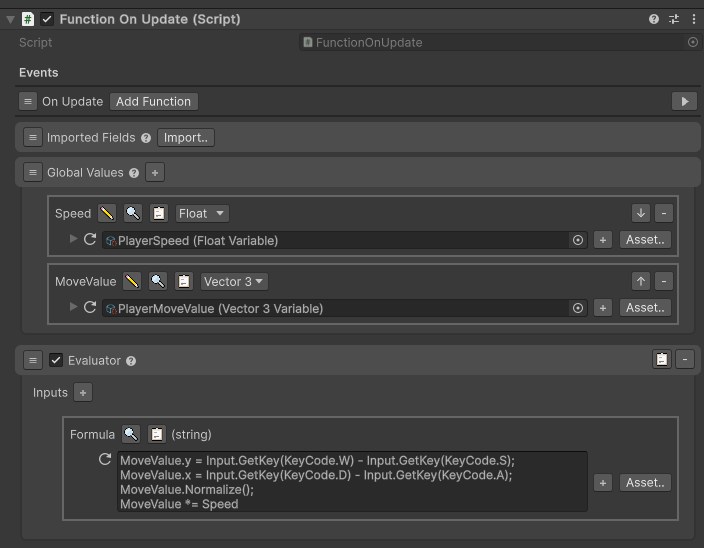 Function On Update (Script)
Script FunctionOnUpdate
Events
On Update Add Function
Imported Fields Import..
Global Values +
Speed Float -
PlayerSpeed (Float Variable) + Asset..
MoveValue Vector 3 -
PlayerMoveValue (Vector 3 Variable) + Asset..
Evaluator -
Inputs +
Formula (string)
MoveValue.y = Input.GetKey(KeyCode.W) - Input.GetKey(KeyCode.S);
MoveValue.x = Input.GetKey(KeyCode.D) - Input.GetKey(KeyCode.A);
MoveValue.Normalize();
MoveValue *= Speed
+ Asset..